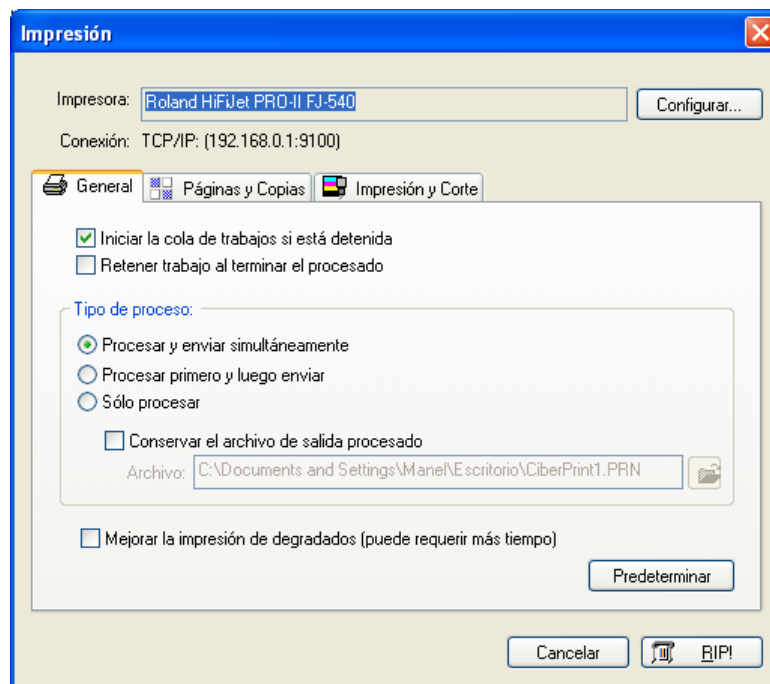 Impresión
Impresora: Roland HiFiJet PRO-II FJ-540 Configurar...
Conexión: TCP/IP: (192.168.0.1:9100)
General Páginas y Copias Impresión y Corte
Iniciar la cola de trabajos si está detenida
Retener trabajo al terminar el procesado
Tipo de proceso:
Procesar y enviar simultáneamente
Procesar primero y luego enviar
Sólo procesar
Conservar el archivo de salida procesado
Archivo: C:\Documents and Settings\Manel\Escritorio\CiberPrint1.PRN
Mejorar la impresión de degradados (puede requerir más tiempo)
Predeterminar
Cancelar RIP!